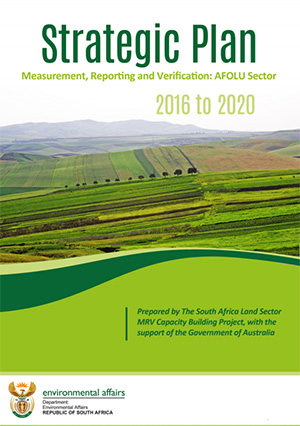 Strategic Plan
Measurement, Reporting and Verification: AFOLU Sector
2016 to 2020
Prepared by The South Africa Land Sector
MRV Capacity Building Project, with the
support of the Government of Australia
environmental affairs
Department:
Environmental Affairs
REPUBLIC OF SOUTH AFRICA